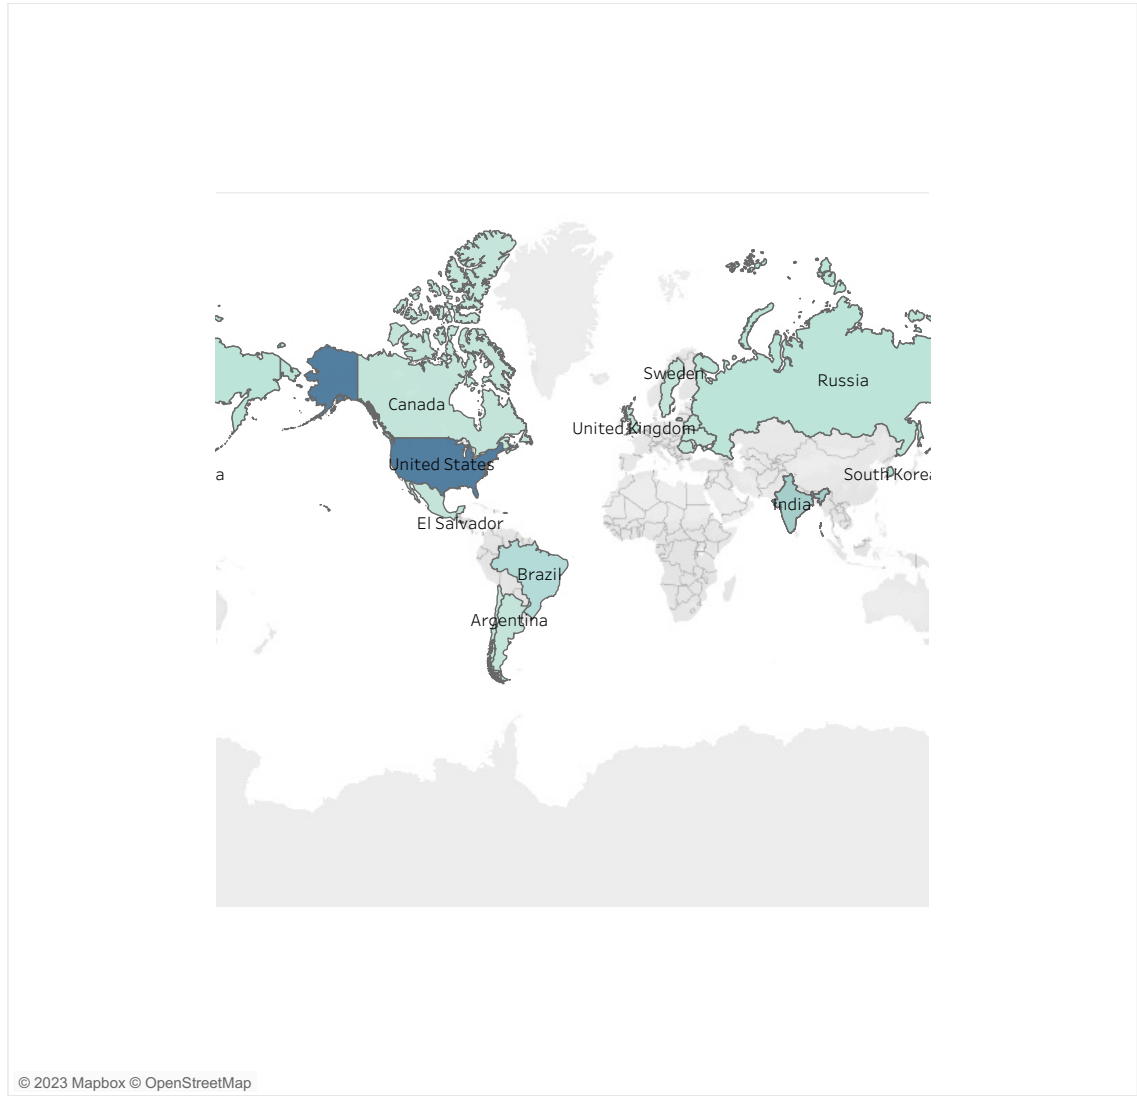 Sweden
Russia
Canada
United Kingdom
United States
a
South Korea
India
El Salvador
Brazil
Argentina
© 2023 Mapbox © OpenStreetMap